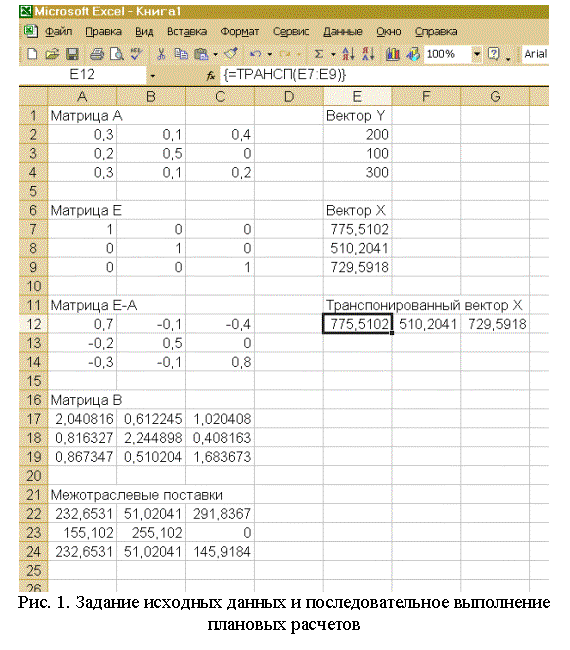 Microsoft Excel - Книга1
Файл Правка Вид Вставка Формат Сервис Данные Окно Справка
100% Arial
E12 fx {=ТРАНСП(E7:E9)}
A B C D E F G
1 Матрица А Вектор Y
2 0,3 0,1 0,4 200
3 0,2 0,5 0 100
4 0,3 0,1 0,2 300
5
6 Матрица Е Вектор X
7 1 0 0 775,5102
8 0 1 0 510,2041
9 0 0 1 729,5918
10
11 Матрица Е-А Транспонированный вектор X
12 0,7 -0,1 -0,4 775,5102 510,2041 729,5918
13 -0,2 0,5 0
14 -0,3 -0,1 0,8
15
16 Матрица В
17 2,040816 0,612245 1,020408
18 0,816327 2,244898 0,408163
19 0,867347 0,510204 1,683673
20
21 Межотраслевые поставки
22 232,6531 51,02041 291,8367
23 155,102 255,102 0
24 232,6531 51,02041 145,9184
25
26
Рис. 1. Задание исходных данных и последовательное выполнение
плановых расчетов